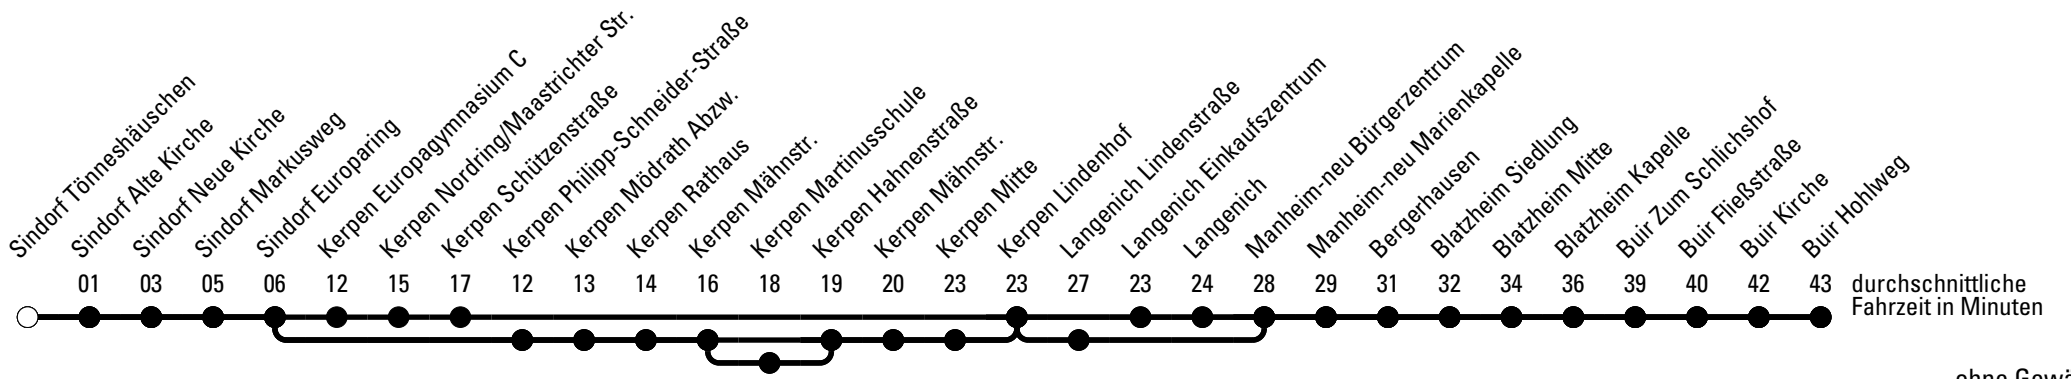 Sindorf Tönneshäuschen
Sindorf Alte Kirche
Sindorf Neue Kirche
Sindorf Markusweg
Sindorf Europaring
Kerpen Europagymnasium C
Kerpen Nordring/Maastrichter Str.
Kerpen Schützenstraße
Kerpen Philipp-Schneider-Straße
Kerpen Mödrath Abzw.
Kerpen Rathaus
Kerpen Mähnstr.
Kerpen Martinusschule
Kerpen Hahnenstraße
Kerpen Mähnstr.
Kerpen Mitte
Kerpen Lindenhof
Langenich Lindenstraße
Langenich Einkaufszentrum
Langenich
Manheim-neu Bürgerzentrum
Manheim-neu Marienkapelle
Bergerhausen
Blatzheim Siedlung
Blatzheim Mitte
Blatzheim Kapelle
Buir Zum Schlichshof
Buir Fließstraße
Buir Kirche
Buir Hohlweg
01 03 05 06 12 15 17 12 13 14 16 18 19 20 23 23 27 23 24 28 29 31 32 34 36 39 40 42 43 durchschnittliche
Fahrzeit in Minuten
ohne